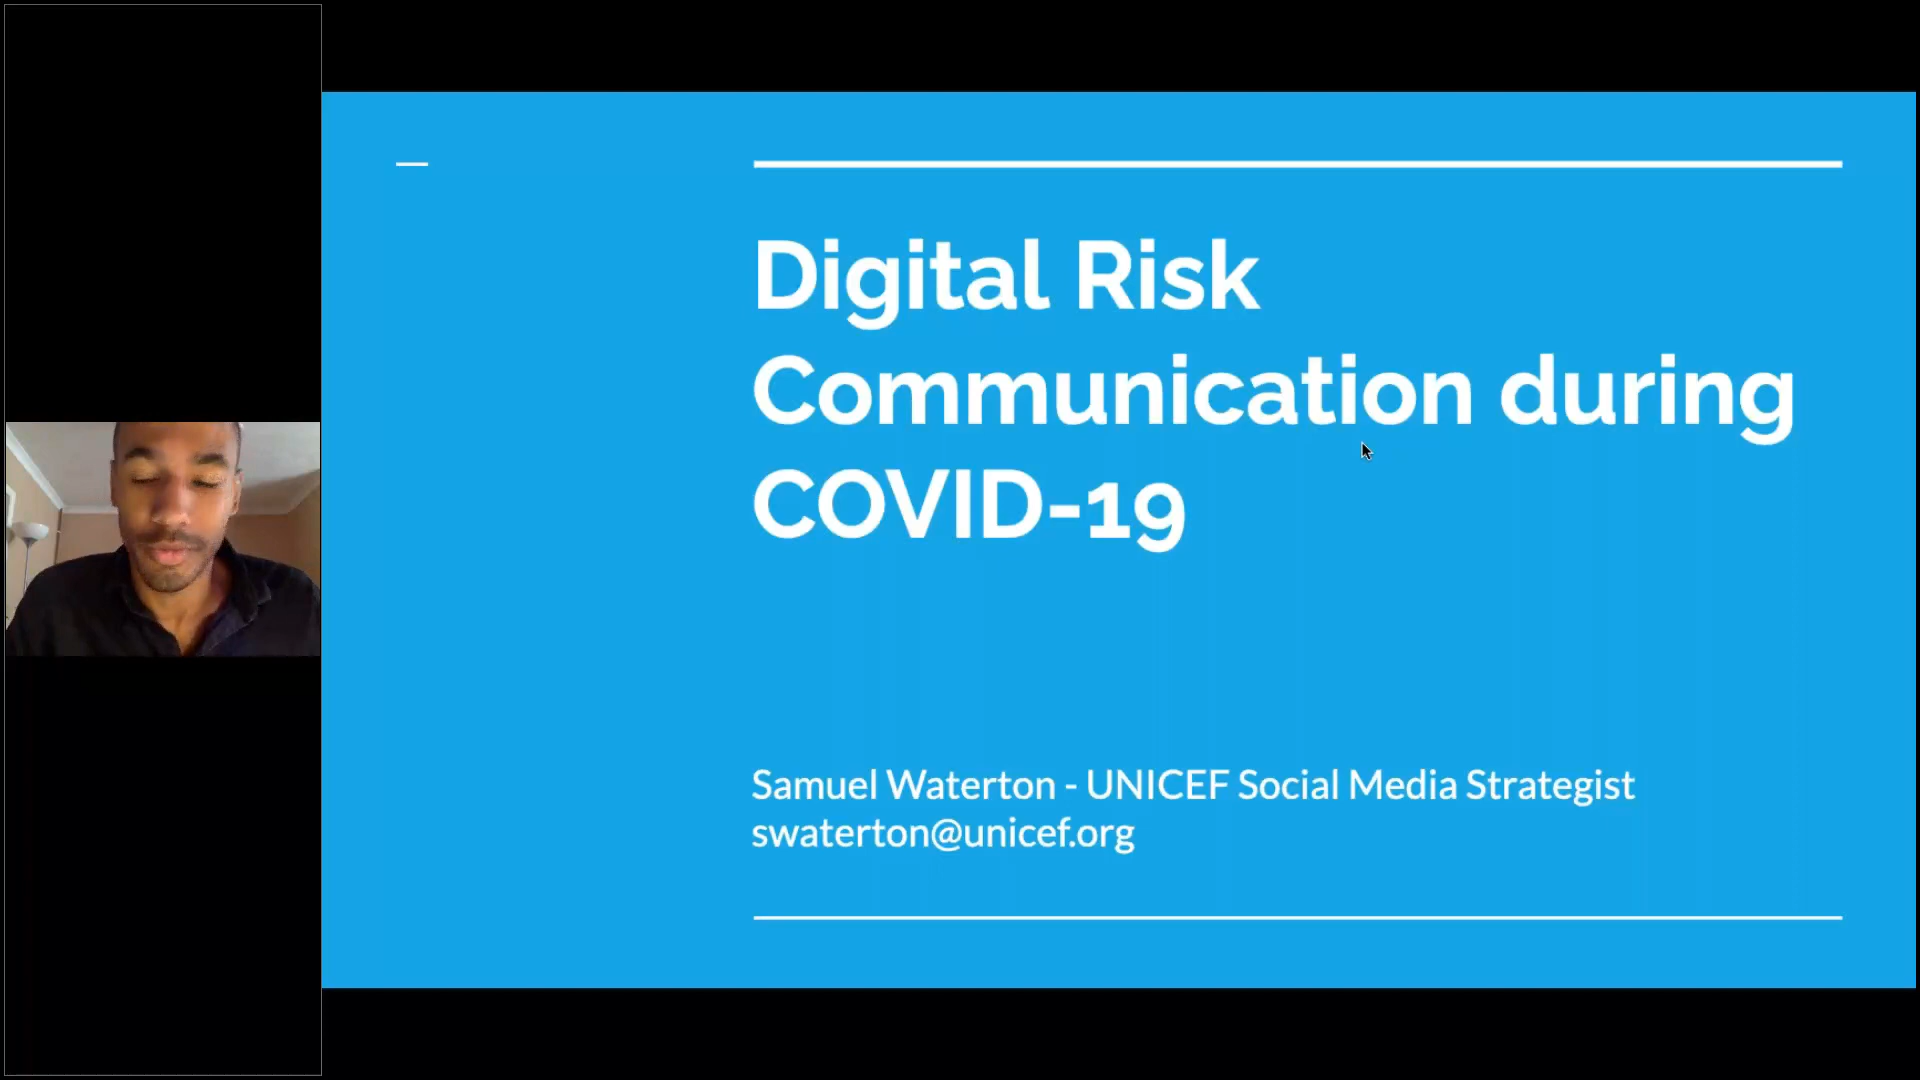 Digital Risk
Communication during
COVID-19
Samuel Waterton - UNICEF Social Media Strategist
swaterton@unicef.org